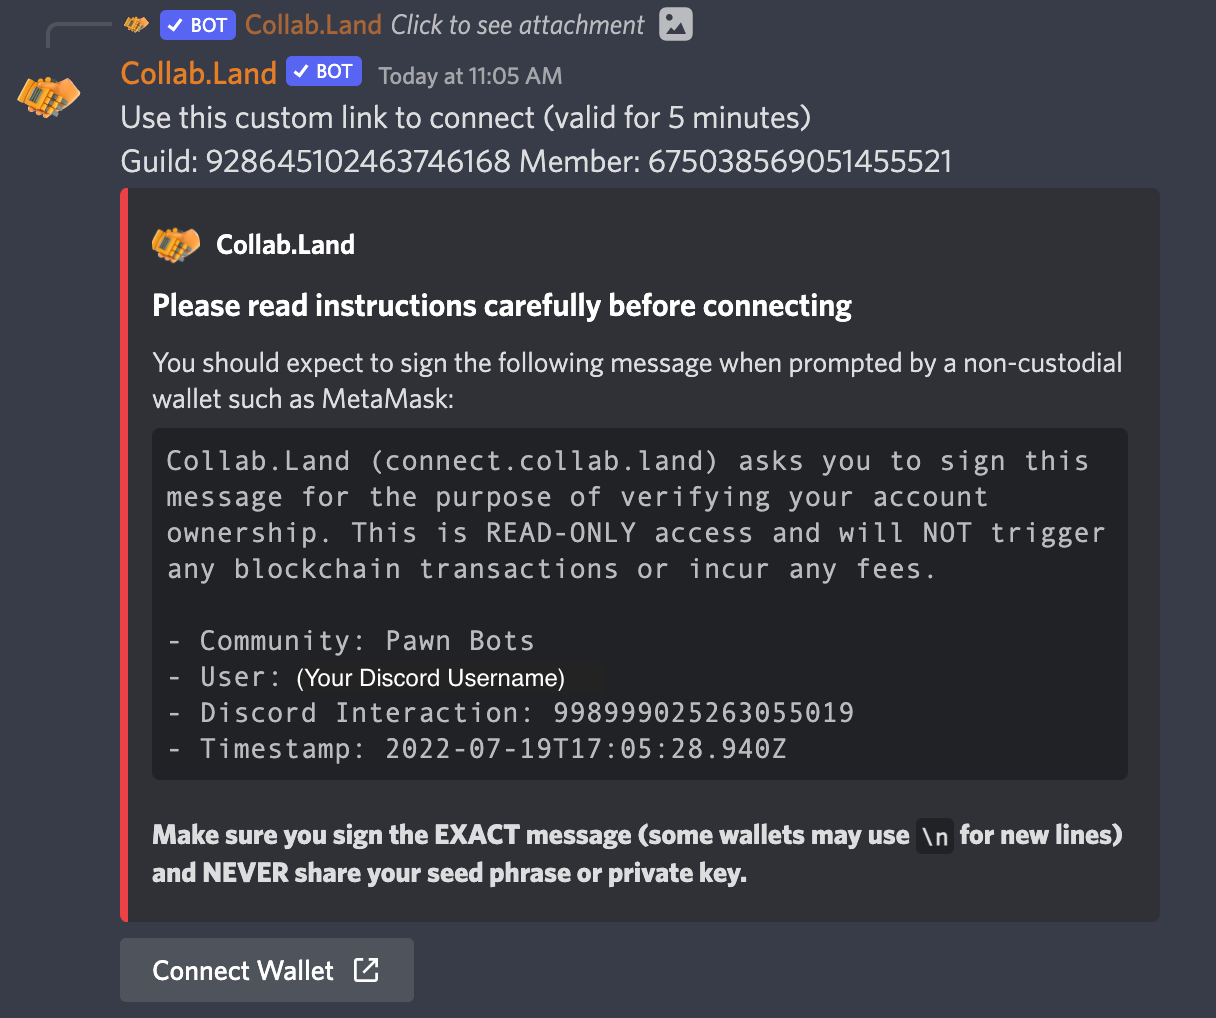 ✓ BOT Collab.Land Click to see attachment
Collab.Land ✓ BOT Today at 11:05 AM
Use this custom link to connect (valid for 5 minutes)
Guild: 928645102463746168 Member: 675038569051455521
Collab.Land
Please read instructions carefully before connecting
You should expect to sign the following message when prompted by a non-custodial
wallet such as MetaMask:
Collab.Land (connect.collab.land) asks you to sign this
message for the purpose of verifying your account
ownership. This is READ-ONLY access and will NOT trigger
any blockchain transactions or incur any fees.
- Community: Pawn Bots
- User: (Your Discord Username)
- Discord Interaction: 998999025263055019
- Timestamp: 2022-07-19T17:05:28.940Z
Make sure you sign the EXACT message (some wallets may use \n for new lines)
and NEVER share your seed phrase or private key.
Connect Wallet